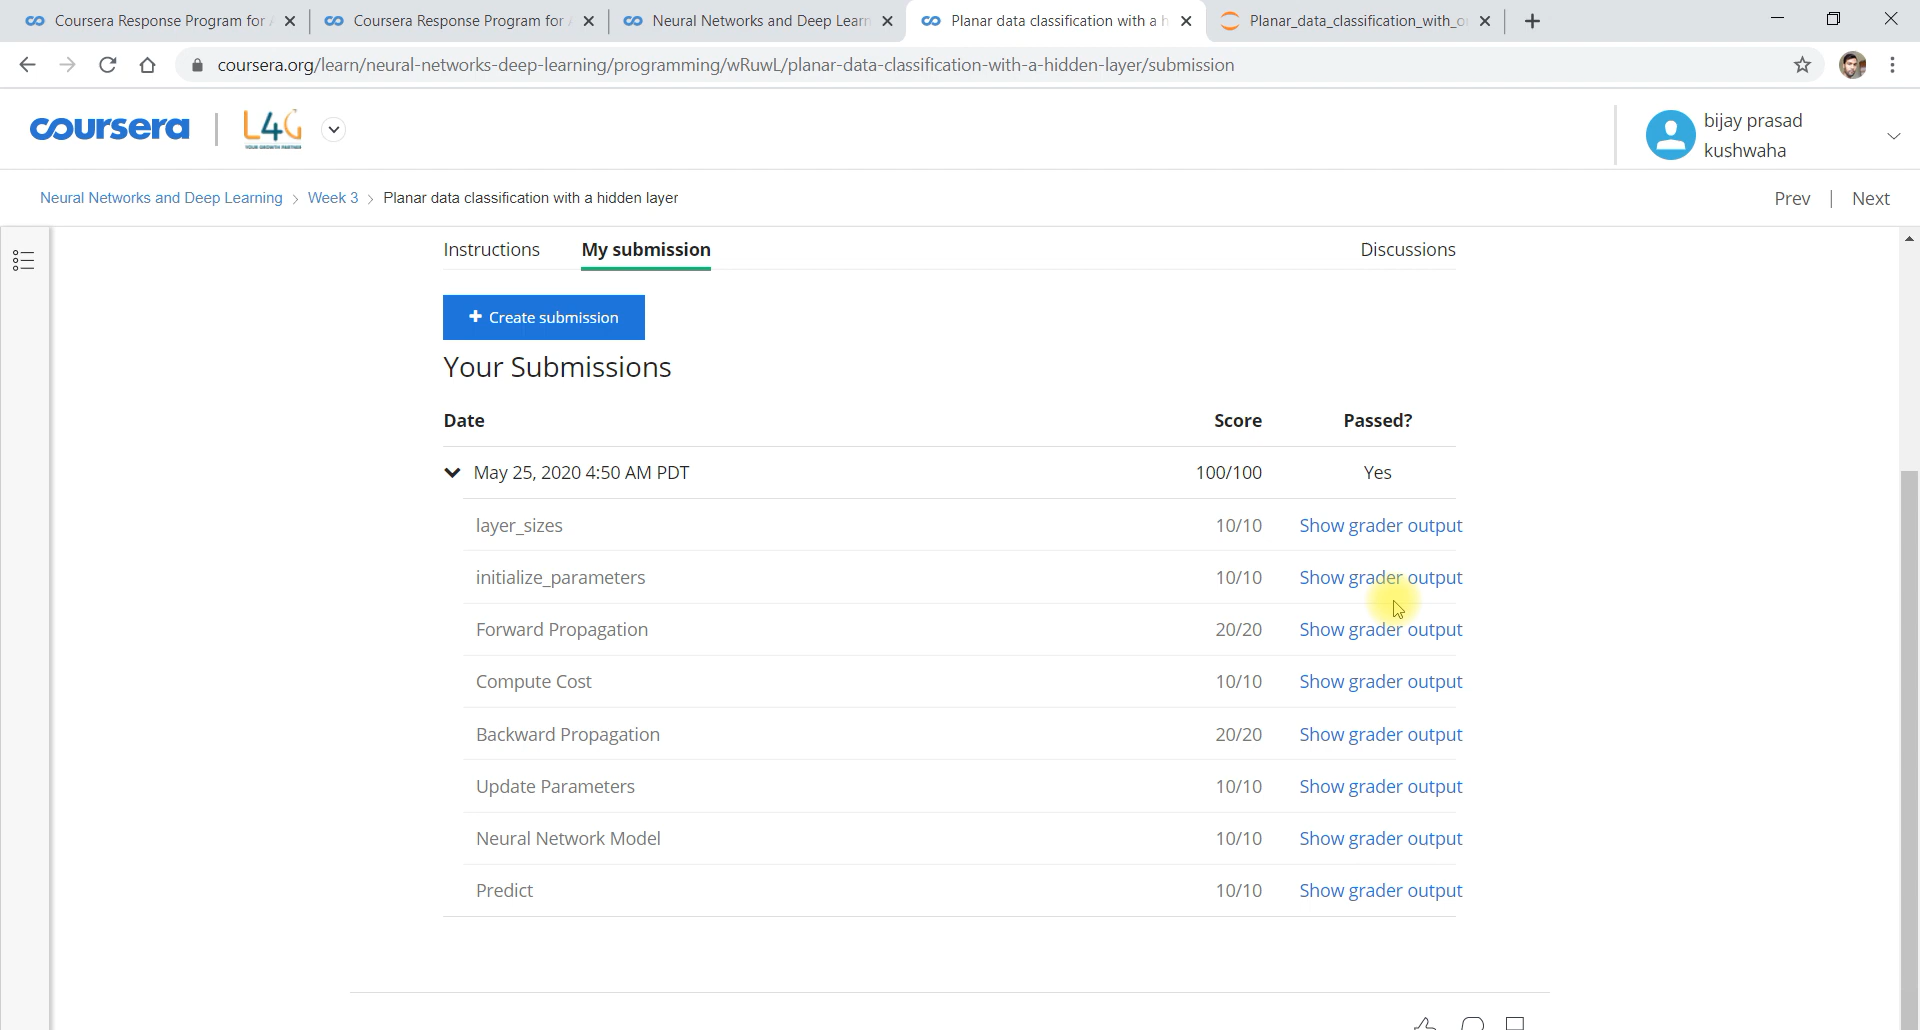 Coursera Response Program for
Coursera Response Program for
Neural Networks and Deep Learn
Planar data classification with a h
Planar_data_classification_with_o
coursera.org/learn/neural-networks-deep-learning/programming/wRuwL/planar-data-classification-with-a-hidden-layer/submission
coursera
L4G
YOUR GROWTH PARTNER
bijay prasad
kushwaha
Neural Networks and Deep Learning > Week 3 > Planar data classification with a hidden layer
Prev | Next
Instructions My submission Discussions
+ Create submission
Your Submissions
Date Score Passed?
May 25, 2020 4:50 AM PDT 100/100 Yes
layer_sizes 10/10 Show grader output
initialize_parameters 10/10 Show grader output
Forward Propagation 20/20 Show grader output
Compute Cost 10/10 Show grader output
Backward Propagation 20/20 Show grader output
Update Parameters 10/10 Show grader output
Neural Network Model 10/10 Show grader output
Predict 10/10 Show grader output